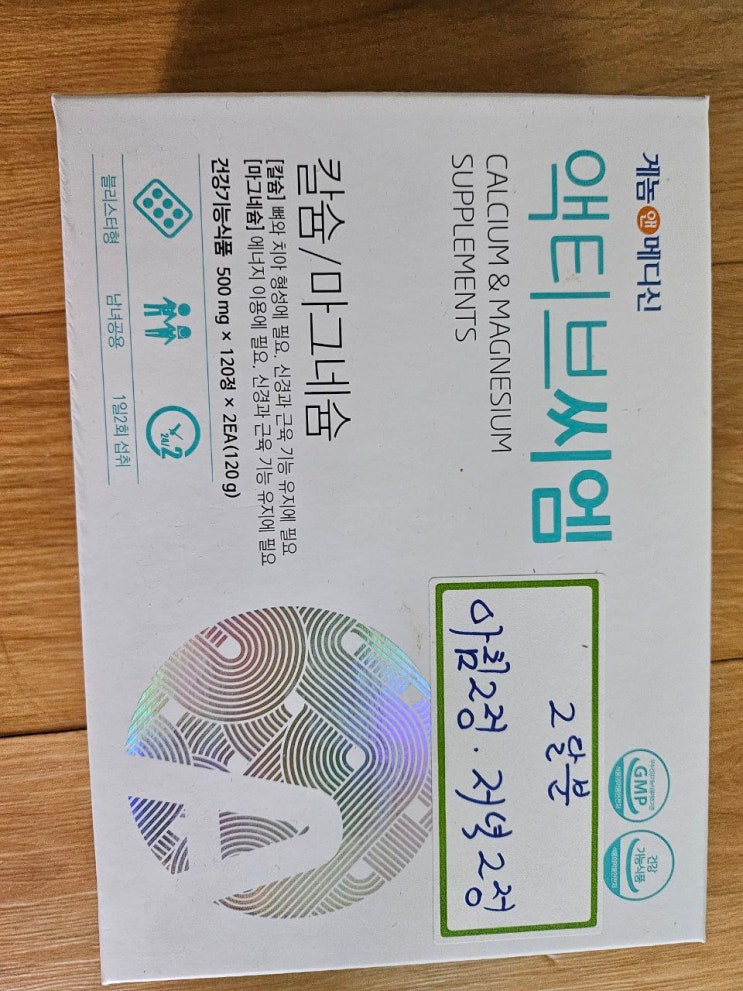 게놈앤메디신
액티브씨엠
CALCIUM & MAGNESIUM
SUPPLEMENTS
칼슘/마그네슘
[칼슘] 뼈와 치아 형성에 필요. 신경과 근육 기능 유지에 필요
[마그네슘] 에너지 이용에 필요. 신경과 근육 기능 유지에 필요
건강기능식품 500 mg × 120정 × 2EA(120 g)
24/2
블리스타형
남녀공용
1일2회 섭취
GMP
건강
기능식품
2달분
아침2정. 저녁2정
A